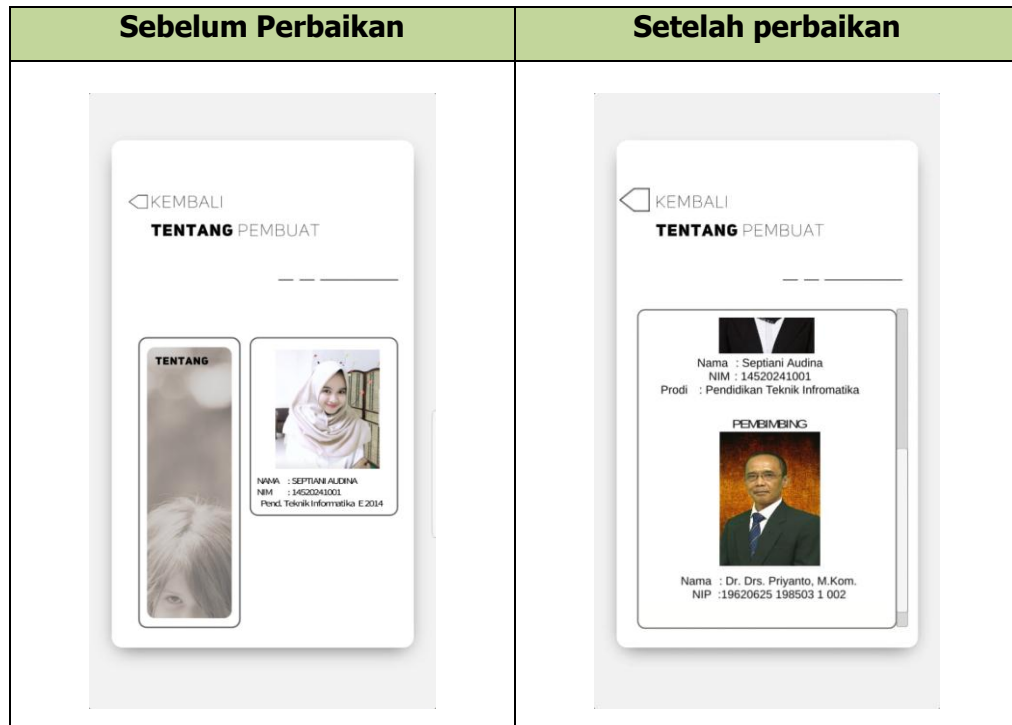 Sebelum Perbaikan
Setelah perbaikan
KEMBALI
TENTANG PEMBUAT
TENTANG
NAMA : SEPTIANI AUDINA
NIM : 14520241001
Pend. Teknik Informatika E 2014
KEMBALI
TENTANG PEMBUAT
Nama : Septiani Audina
NIM : 14520241001
Prodi : Pendidikan Teknik Infromatika
PEMBIMBING
Nama : Dr. Drs. Priyanto, M.Kom.
NIP :19620625 198503 1 002